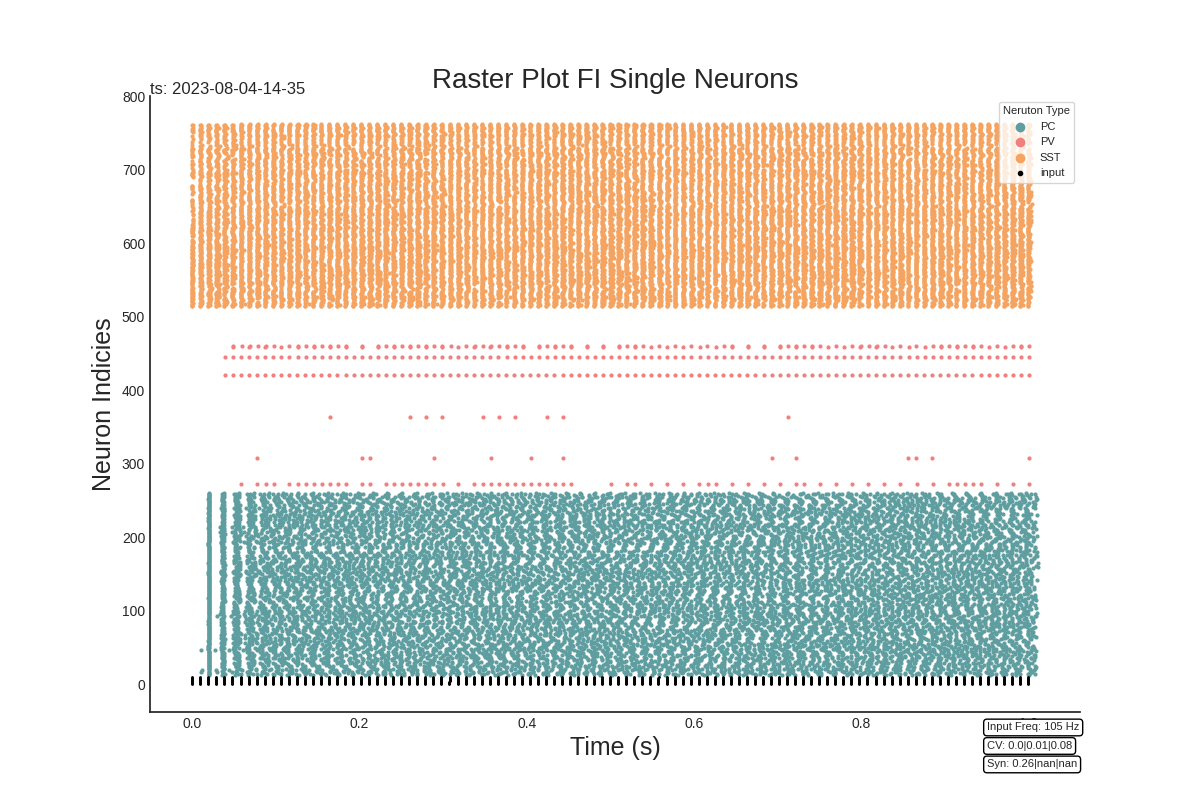 Raster Plot FI Single Neurons
ts: 2023-08-04-14-35
800
700
600
500
400
300
200
100
0
Neuron Indicies
Neruton Type
PC
PV
SST
input
0.0
0.2
0.4
0.6
0.8
Time (s)
Input Freq: 105 Hz
CV: 0.0|0.01|0.08
Syn: 0.26|nan|nan